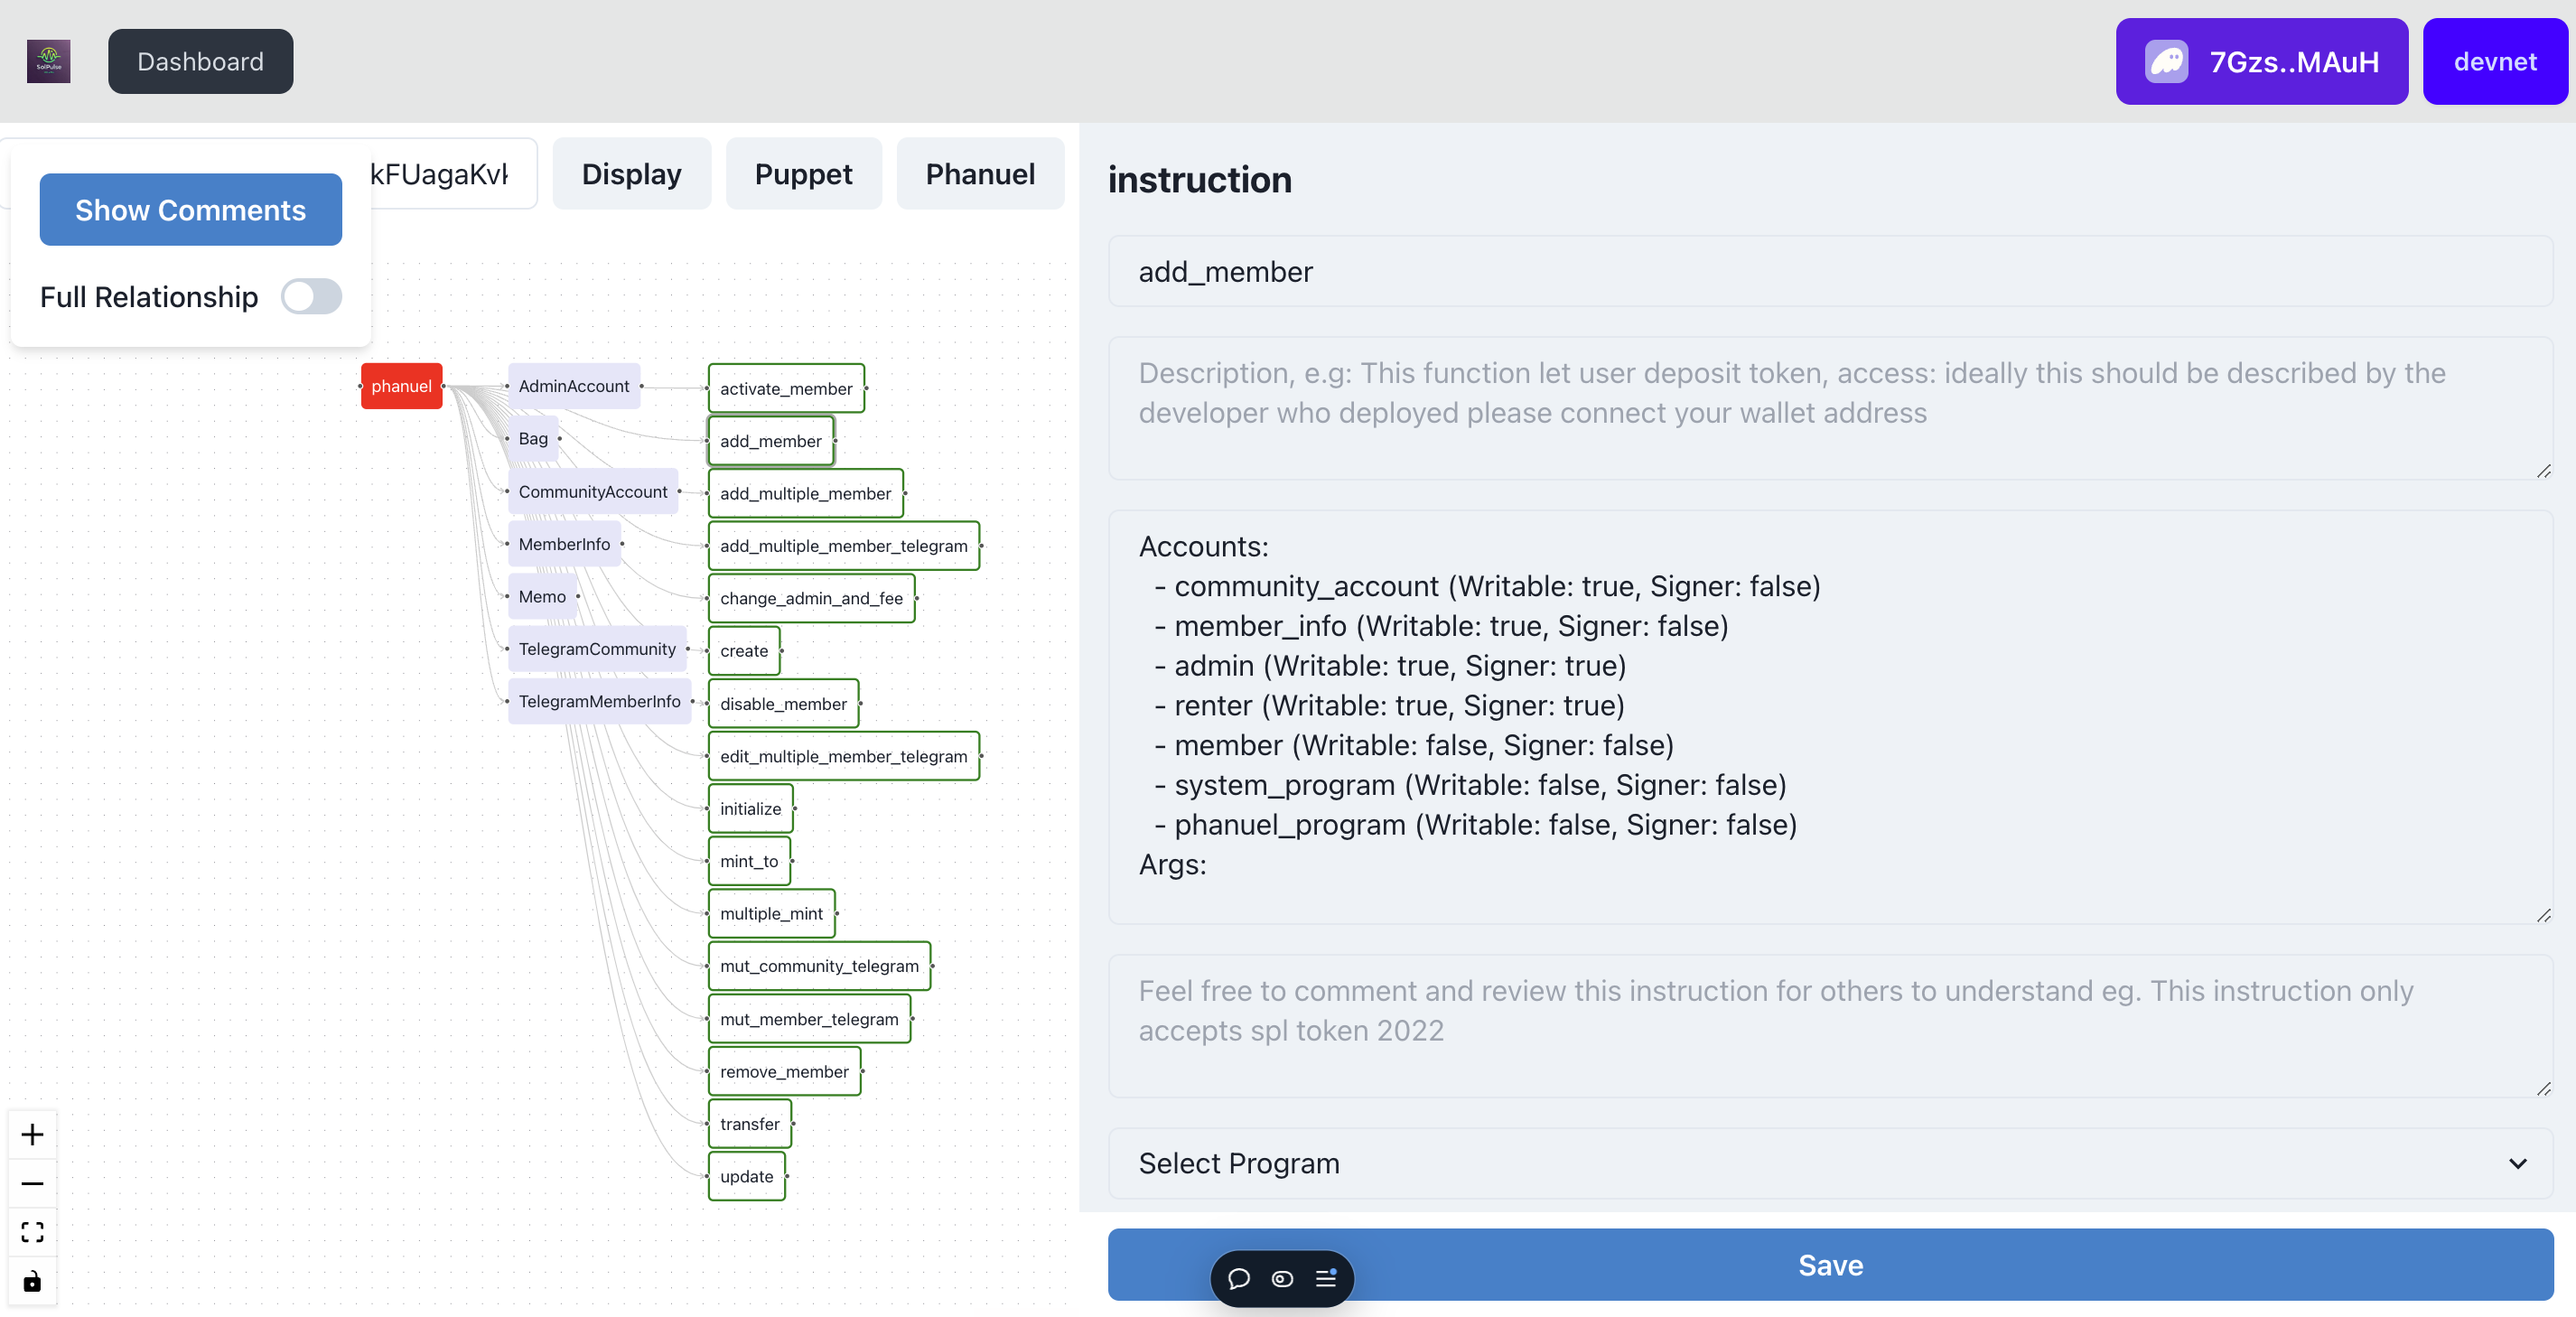 SolPulse
Dashboard
7Gzs..MAuH
devnet
Show Comments
Full Relationship
Display
Puppet
Phanuel
phanuel
AdminAccount
Bag
CommunityAccount
MemberInfo
Memo
TelegramCommunity
TelegramMemberInfo
activate_member
add_member
add_multiple_member
add_multiple_member_telegram
change_admin_and_fee
create
disable_member
edit_multiple_member_telegram
initialize
mint_to
multiple_mint
mut_community_telegram
mut_member_telegram
remove_member
transfer
update
instruction
add_member
Description, e.g: This function let user deposit token, access: ideally this should be described by the
developer who deployed please connect your wallet address
Accounts:
- community_account (Writable: true, Signer: false)
- member_info (Writable: true, Signer: false)
- admin (Writable: true, Signer: true)
- renter (Writable: true, Signer: true)
- member (Writable: false, Signer: false)
- system_program (Writable: false, Signer: false)
- phanuel_program (Writable: false, Signer: false)
Args:
Feel free to comment and review this instruction for others to understand eg. This instruction only
accepts spl token 2022
Select Program
Save